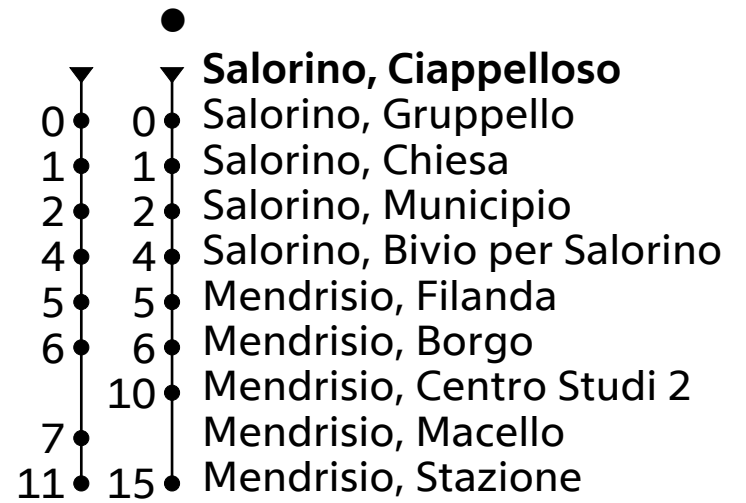 Salorino, Ciappelloso
0 0 Salorino, Gruppello
1 1 Salorino, Chiesa
2 2 Salorino, Municipio
4 4 Salorino, Bivio per Salorino
5 5 Mendrisio, Filanda
6 6 Mendrisio, Borgo
10 Mendrisio, Centro Studi 2
7 Mendrisio, Macello
11 15 Mendrisio, Stazione